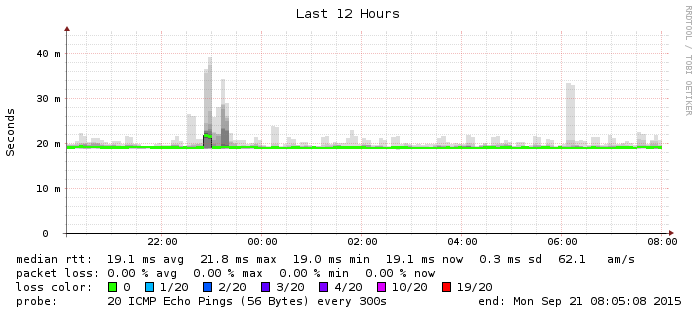 Last 12 Hours
RRDTOOL / TOBI OETIKER
Seconds
40 m
30 m
20 m
10 m
0
22:00 00:00 02:00 04:00 06:00 08:00
median rtt: 19.1 ms avg 21.8 ms max 19.0 ms min 19.1 ms now 0.3 ms sd 62.1 am/s
packet loss: 0.00 % avg 0.00 % max 0.00 % min 0.00 % now
loss color: 0 1/20 2/20 3/20 4/20 10/20 19/20
probe: 20 ICMP Echo Pings (56 Bytes) every 300s end: Mon Sep 21 08:05:08 2015